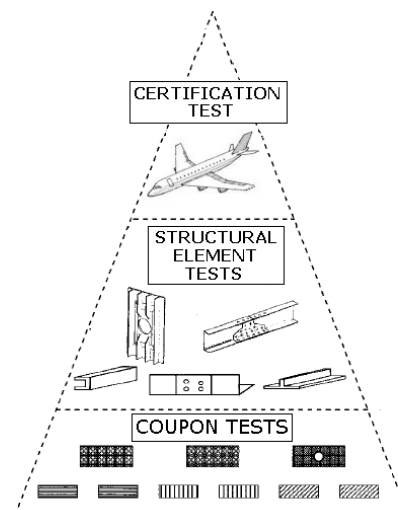 CERTIFICATION
TEST
STRUCTURAL
ELEMENT
TESTS
COUPON TESTS